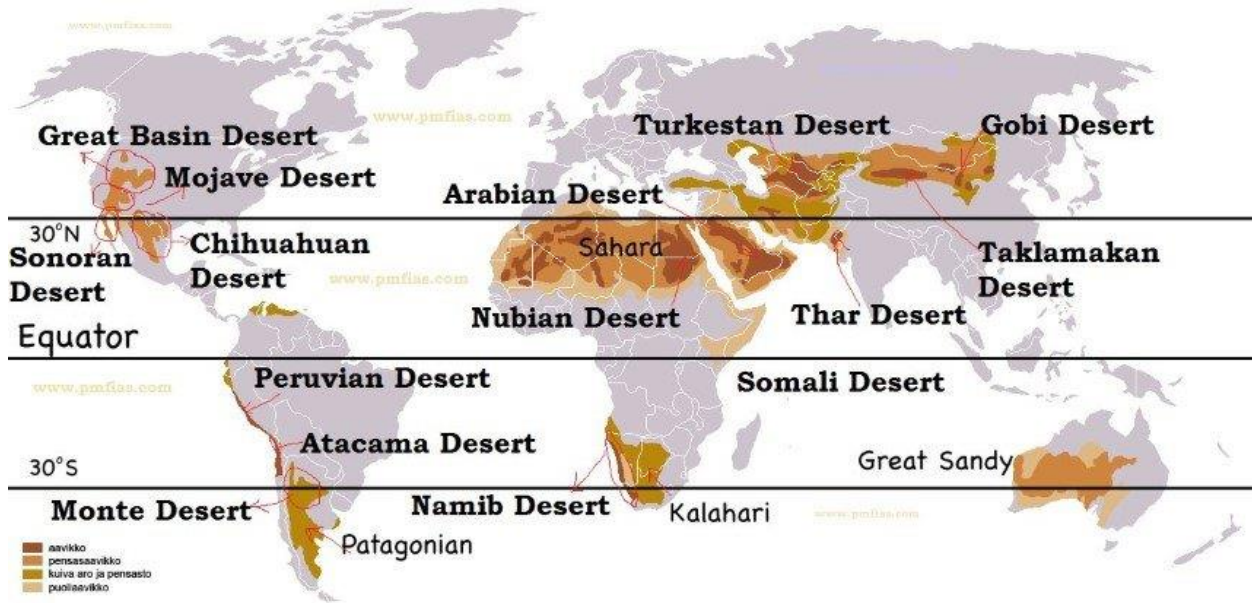 www.pmfias.com
www.pmfias.com
Great Basin Desert
Turkestan Desert
Gobi Desert
Mojave Desert
Arabian Desert
30°N
Sonoran
Desert
Chihuahuan
Desert
Sahara
Taklamakan
Desert
www.pmfias.com
Nubian Desert
Thar Desert
Equator
www.pmfias.com
Peruvian Desert
Somali Desert
Atacama Desert
30°S
Great Sandy
Monte Desert
Namib Desert
Kalahari
www.pmfias.com
Patagonian
aavikko
pensasaavikko
kuiva aro ja pensasto
puoliaavikko